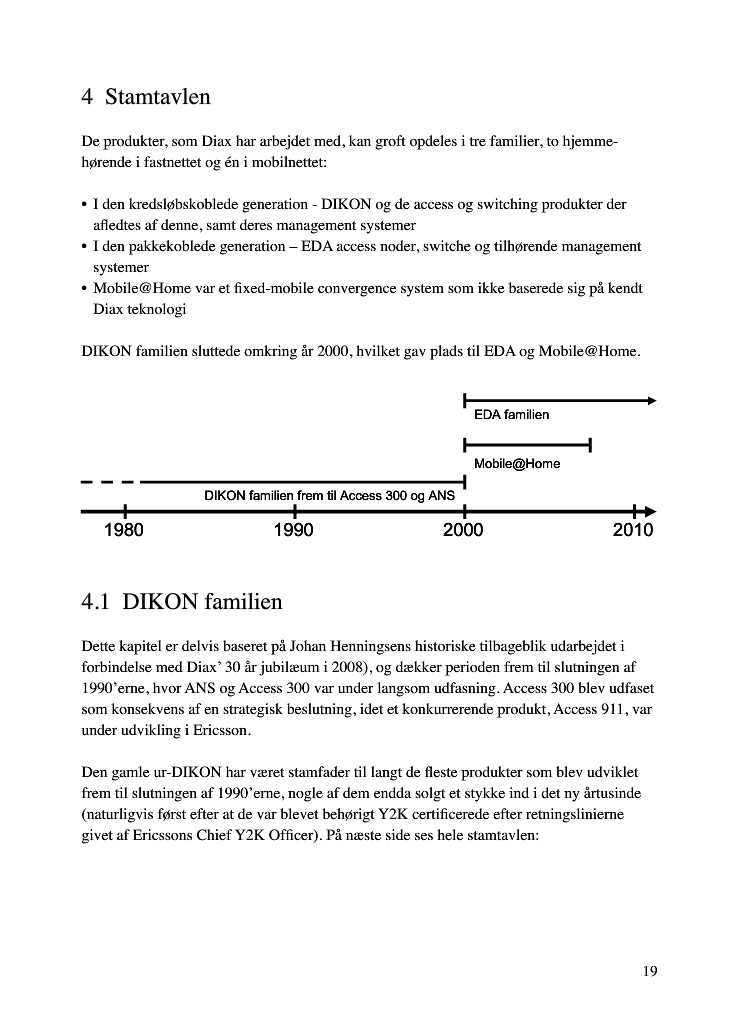 4 Stamtavlen
De produkter, som Diax har arbejdet med, kan groft opdeles i tre familier, to hjemme-
hørende i fastnettet og én i mobilnettet:
• I den kredsløbskoblede generation - DIKON og de access og switching produkter der
afledtes af denne, samt deres management systemer
• I den pakkekoblede generation – EDA access noder, switche og tilhørende management
systemer
• Mobile@Home var et fixed-mobile convergence system som ikke baserede sig på kendt
Diax teknologi
DIKON familien sluttede omkring år 2000, hvilket gav plads til EDA og Mobile@Home.
EDA familien
Mobile@Home
DIKON familien frem til Access 300 og ANS
1980 1990 2000 2010
4.1 DIKON familien
Dette kapitel er delvis baseret på Johan Henningsens historiske tilbageblik udarbejdet i
forbindelse med Diax’ 30 år jubilæum i 2008), og dækker perioden frem til slutningen af
1990’erne, hvor ANS og Access 300 var under langsom udfasning. Access 300 blev udfaset
som konsekvens af en strategisk beslutning, idet et konkurrerende produkt, Access 911, var
under udvikling i Ericsson.
Den gamle ur-DIKON har været stamfader til langt de fleste produkter som blev udviklet
frem til slutningen af 1990’erne, nogle af dem endda solgt et stykke ind i det ny årtusinde
(naturligvis først efter at de var blevet behørigt Y2K certificerede efter retningslinierne
givet af Ericssons Chief Y2K Officer). På næste side ses hele stamtavlen:
19